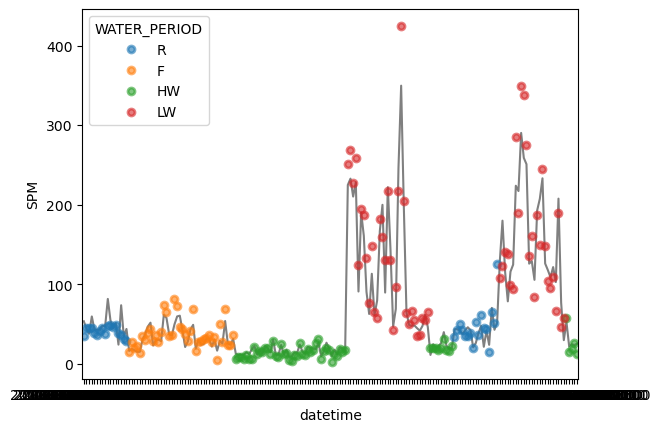 WATER_PERIOD
R
F
HW
LW
400
300
200
100
0
SPM
datetime